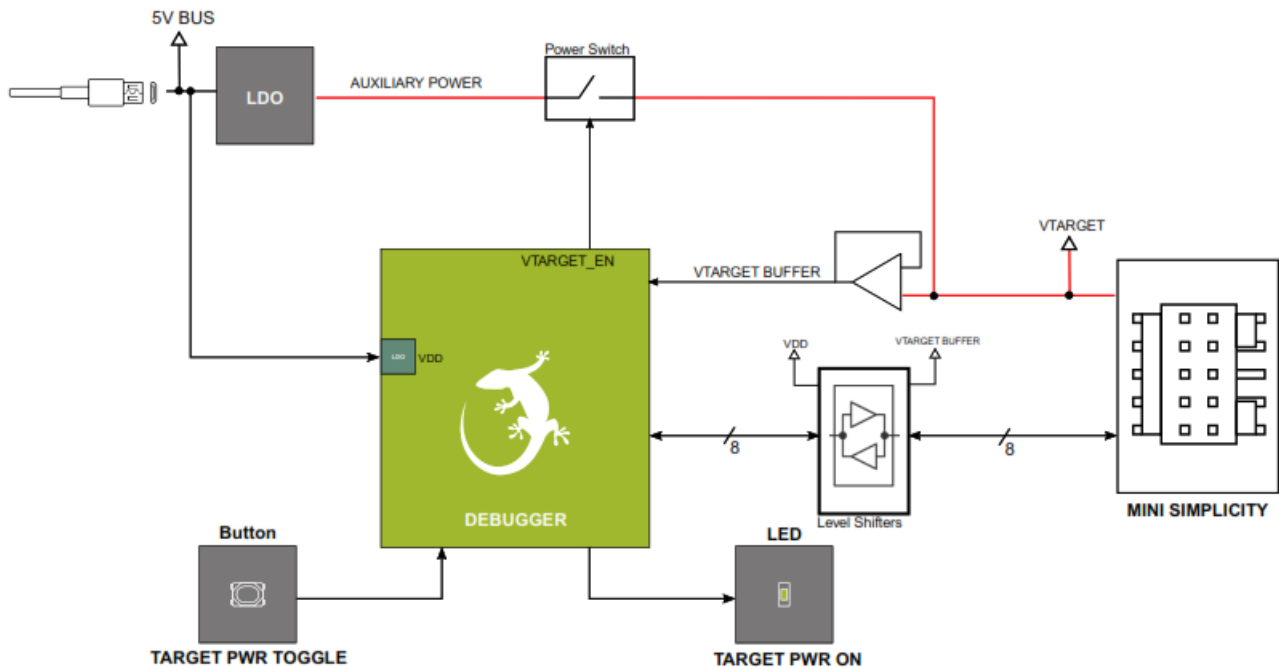 5V BUS
Power Switch
LDO
AUXILIARY POWER
VTARGET
VTARGET_EN
VTARGET BUFFER
LDO
VDD
VDD
VTARGET BUFFER
8
8
DEBUGGER
Level Shifters
MINI SIMPLICITY
Button
LED
TARGET PWR TOGGLE
TARGET PWR ON